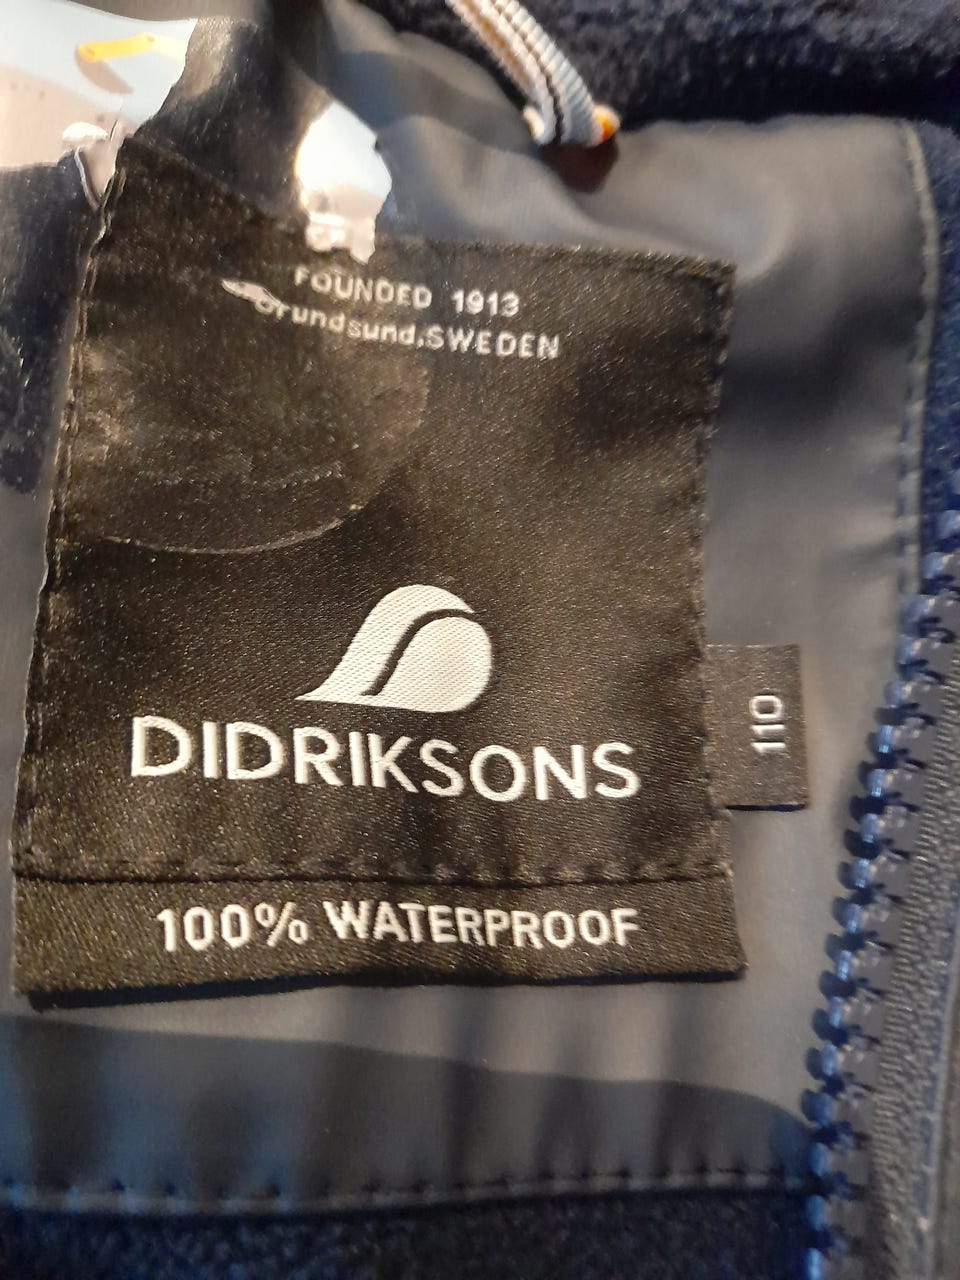 FOUNDED 1913
Grundsund,SWEDEN
DIDRIKSONS
110
100% WATERPROOF